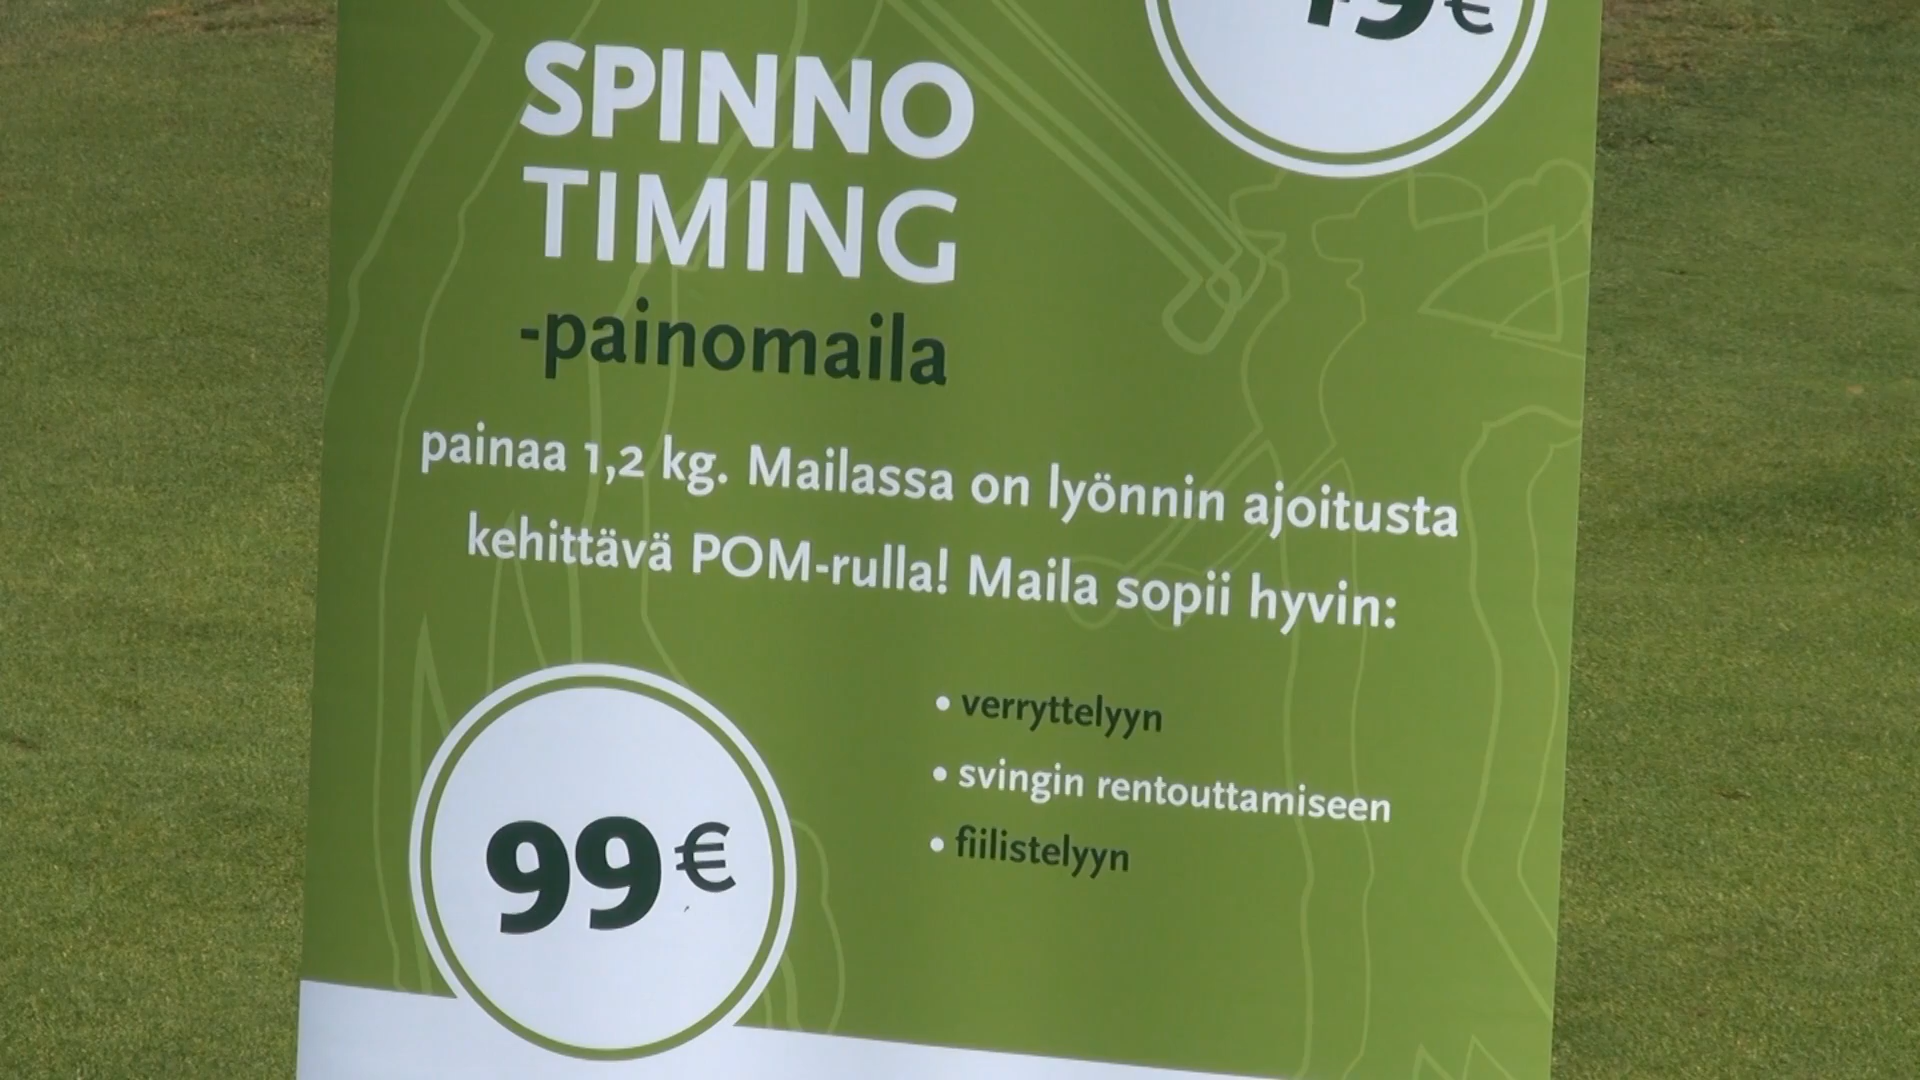 SPINNO
TIMING
-painomaila
painaa 1,2 kg. Mailassa on lyönnin ajoitusta
kehittävä POM-rulla! Maila sopii hyvin:
• verryttelyyn
• svingin rentouttamiseen
• fiilistelyyn
99 €